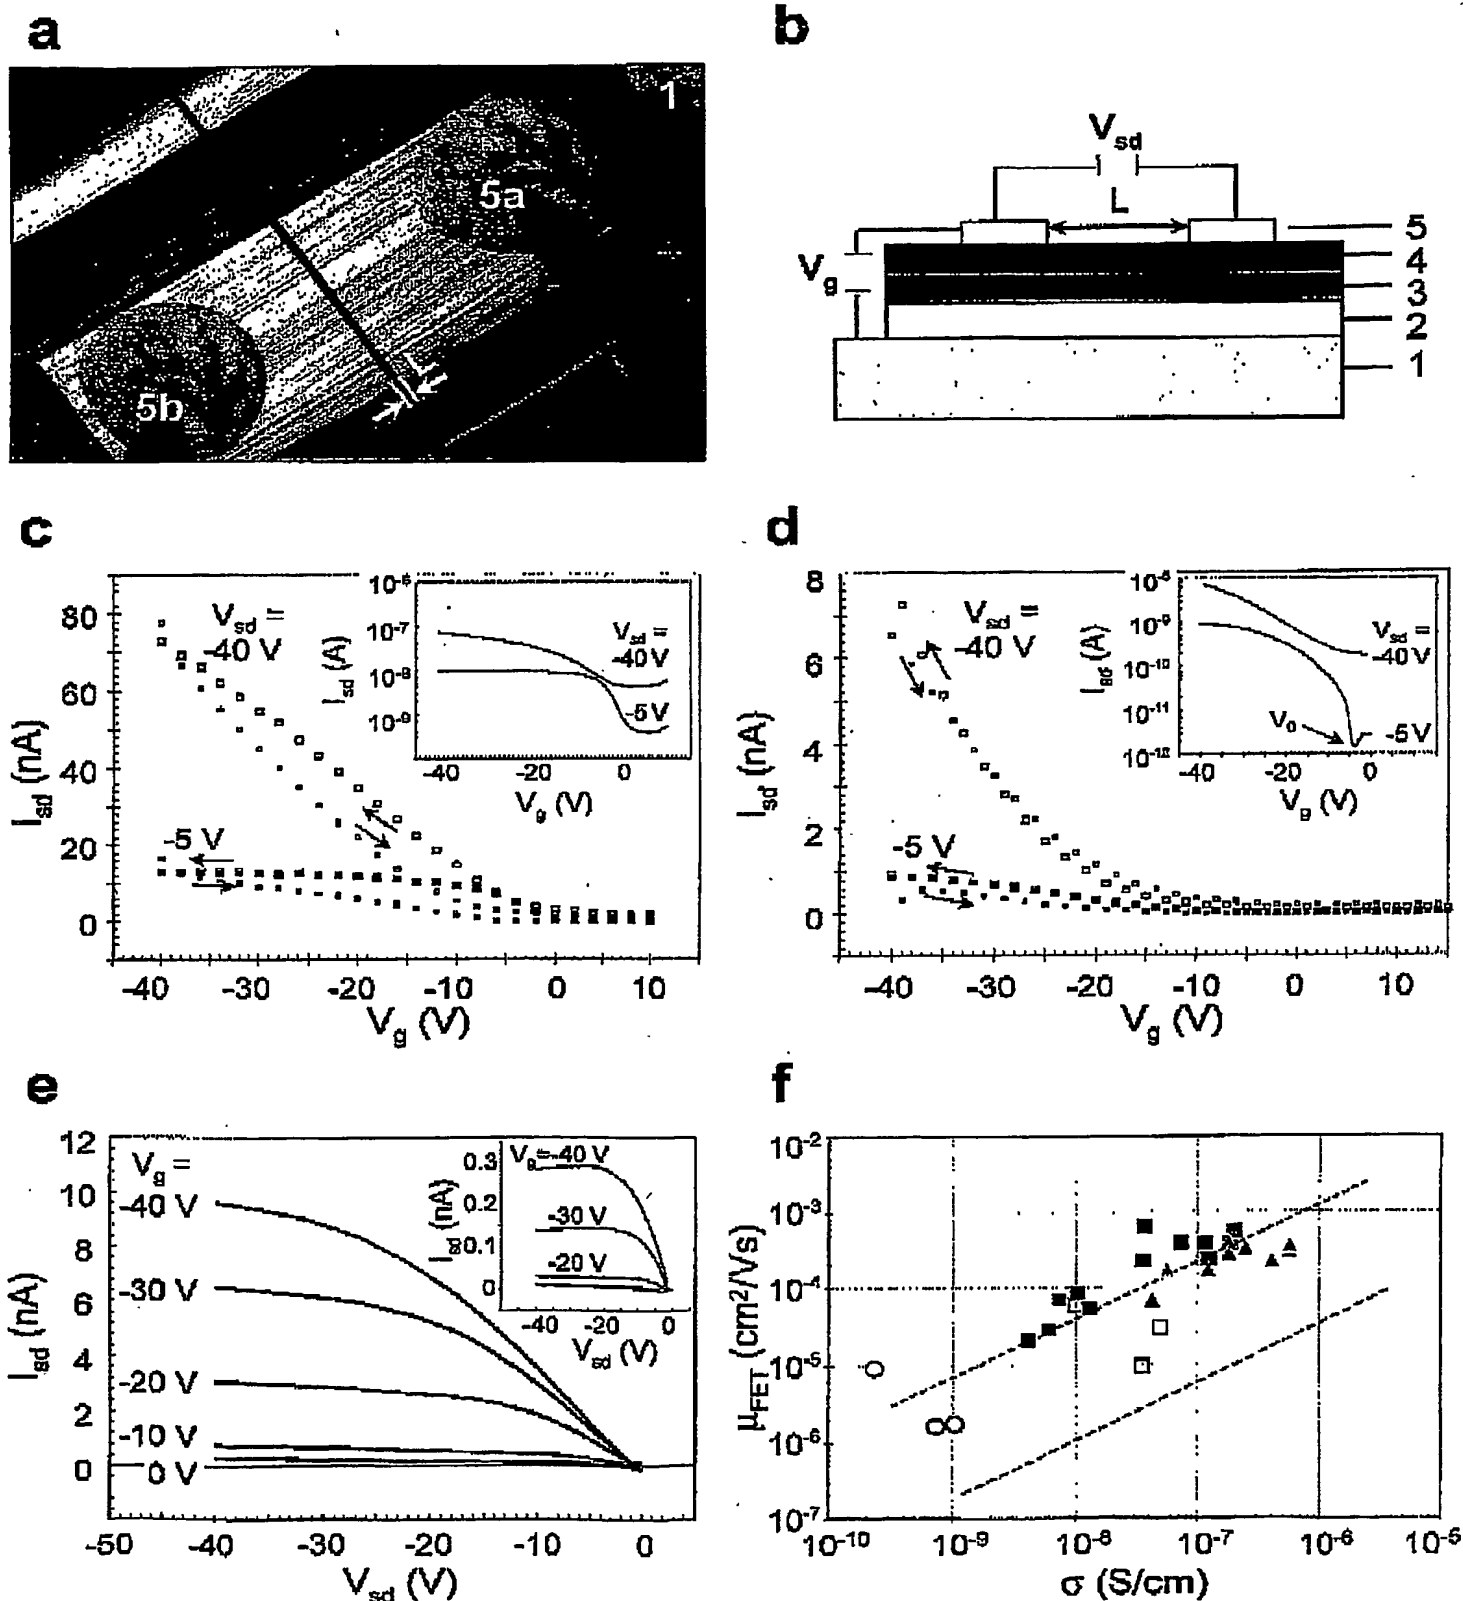 a
1
5a
L
5b
b
V_sd
L
V_g
5
4
3
2
1
c
I_sd (nA)
80
60
40
20
0
V_sd =
-40 V
-5 V
-40 -30 -20 -10 0 10
V_g (V)
I_sd (A)
10^-7
10^-8
10^-9
V_sd =
-40 V
-5 V
-40 -20 0
V_g (V)
d
I_sd (nA)
8
6
4
2
0
V_sd =
-40 V
-5 V
-40 -30 -20 -10 0 10
V_g (V)
I_sd (A)
10^-8
10^-9
10^-10
10^-11
10^-12
V_sd =
-40 V
V_0
-5 V
-40 -20 0
V_g (V)
e
I_sd (nA)
12
10
8
6
4
2
0
V_g =
-40 V
-30 V
-20 V
-10 V
0 V
-50 -40 -30 -20 -10 0
V_sd (V)
I_sd (nA)
0.3
0.2
0.1
0
V_g=-40 V
-30 V
-20 V
-40 -20 0
V_sd (V)
f
μ_FET (cm²/Vs)
10^-2
10^-3
10^-4
10^-5
10^-6
10^-7
10^-10 10^-9 10^-8 10^-7 10^-6 10^-5
σ (S/cm)